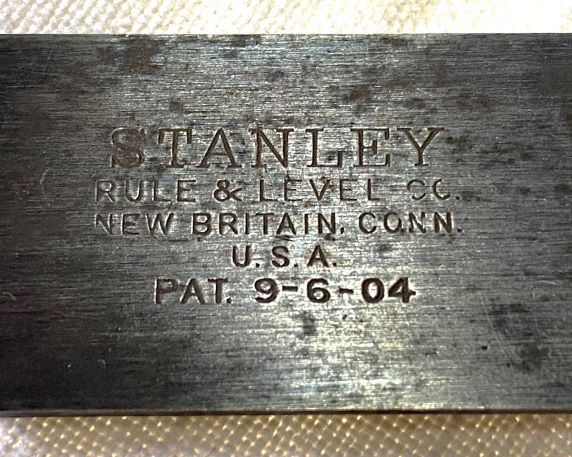 STANLEY
RULE & LEVEL CO.
NEW BRITAIN, CONN.
U.S.A.
PAT. 9-6-04